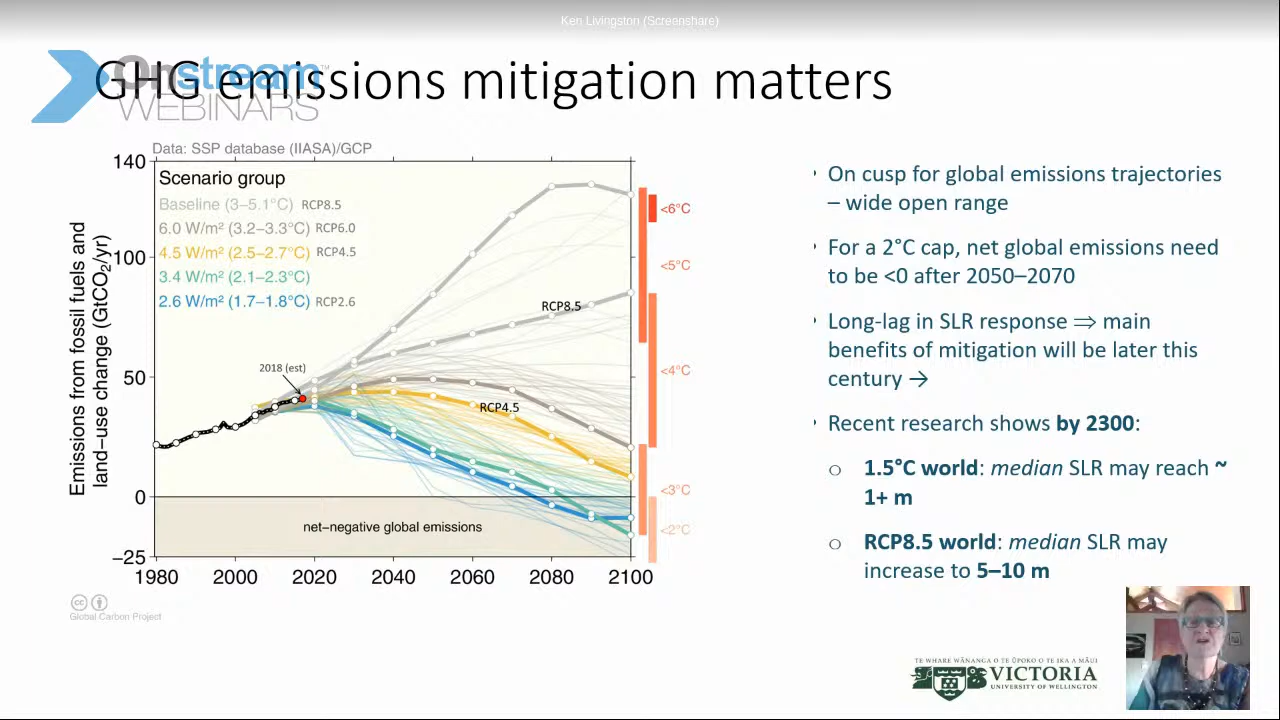 Ken Livingston (Screenshare)
Onstream™
WEBINARS
GHG emissions mitigation matters
Data: SSP database (IIASA)/GCP
Scenario group
Baseline (3–5.1°C) RCP8.5
6.0 W/m² (3.2–3.3°C) RCP6.0
4.5 W/m² (2.5–2.7°C) RCP4.5
3.4 W/m² (2.1–2.3°C)
2.6 W/m² (1.7–1.8°C) RCP2.6
Emissions from fossil fuels and
land–use change (GtCO₂/yr)
140
100
50
0
−25
1980 2000 2020 2040 2060 2080 2100
2018 (est)
RCP8.5
RCP4.5
net–negative global emissions
<6°C
<5°C
<4°C
<3°C
<2°C
cc
Global Carbon Project
On cusp for global emissions trajectories
– wide open range
For a 2°C cap, net global emissions need
to be <0 after 2050–2070
Long-lag in SLR response ⇒ main
benefits of mitigation will be later this
century →
Recent research shows by 2300:
1.5°C world: median SLR may reach ~
1+ m
RCP8.5 world: median SLR may
increase to 5–10 m
TE WHARE WĀNANGA O TE ŪPOKO O TE IKA A MĀUI
VICTORIA
UNIVERSITY OF WELLINGTON